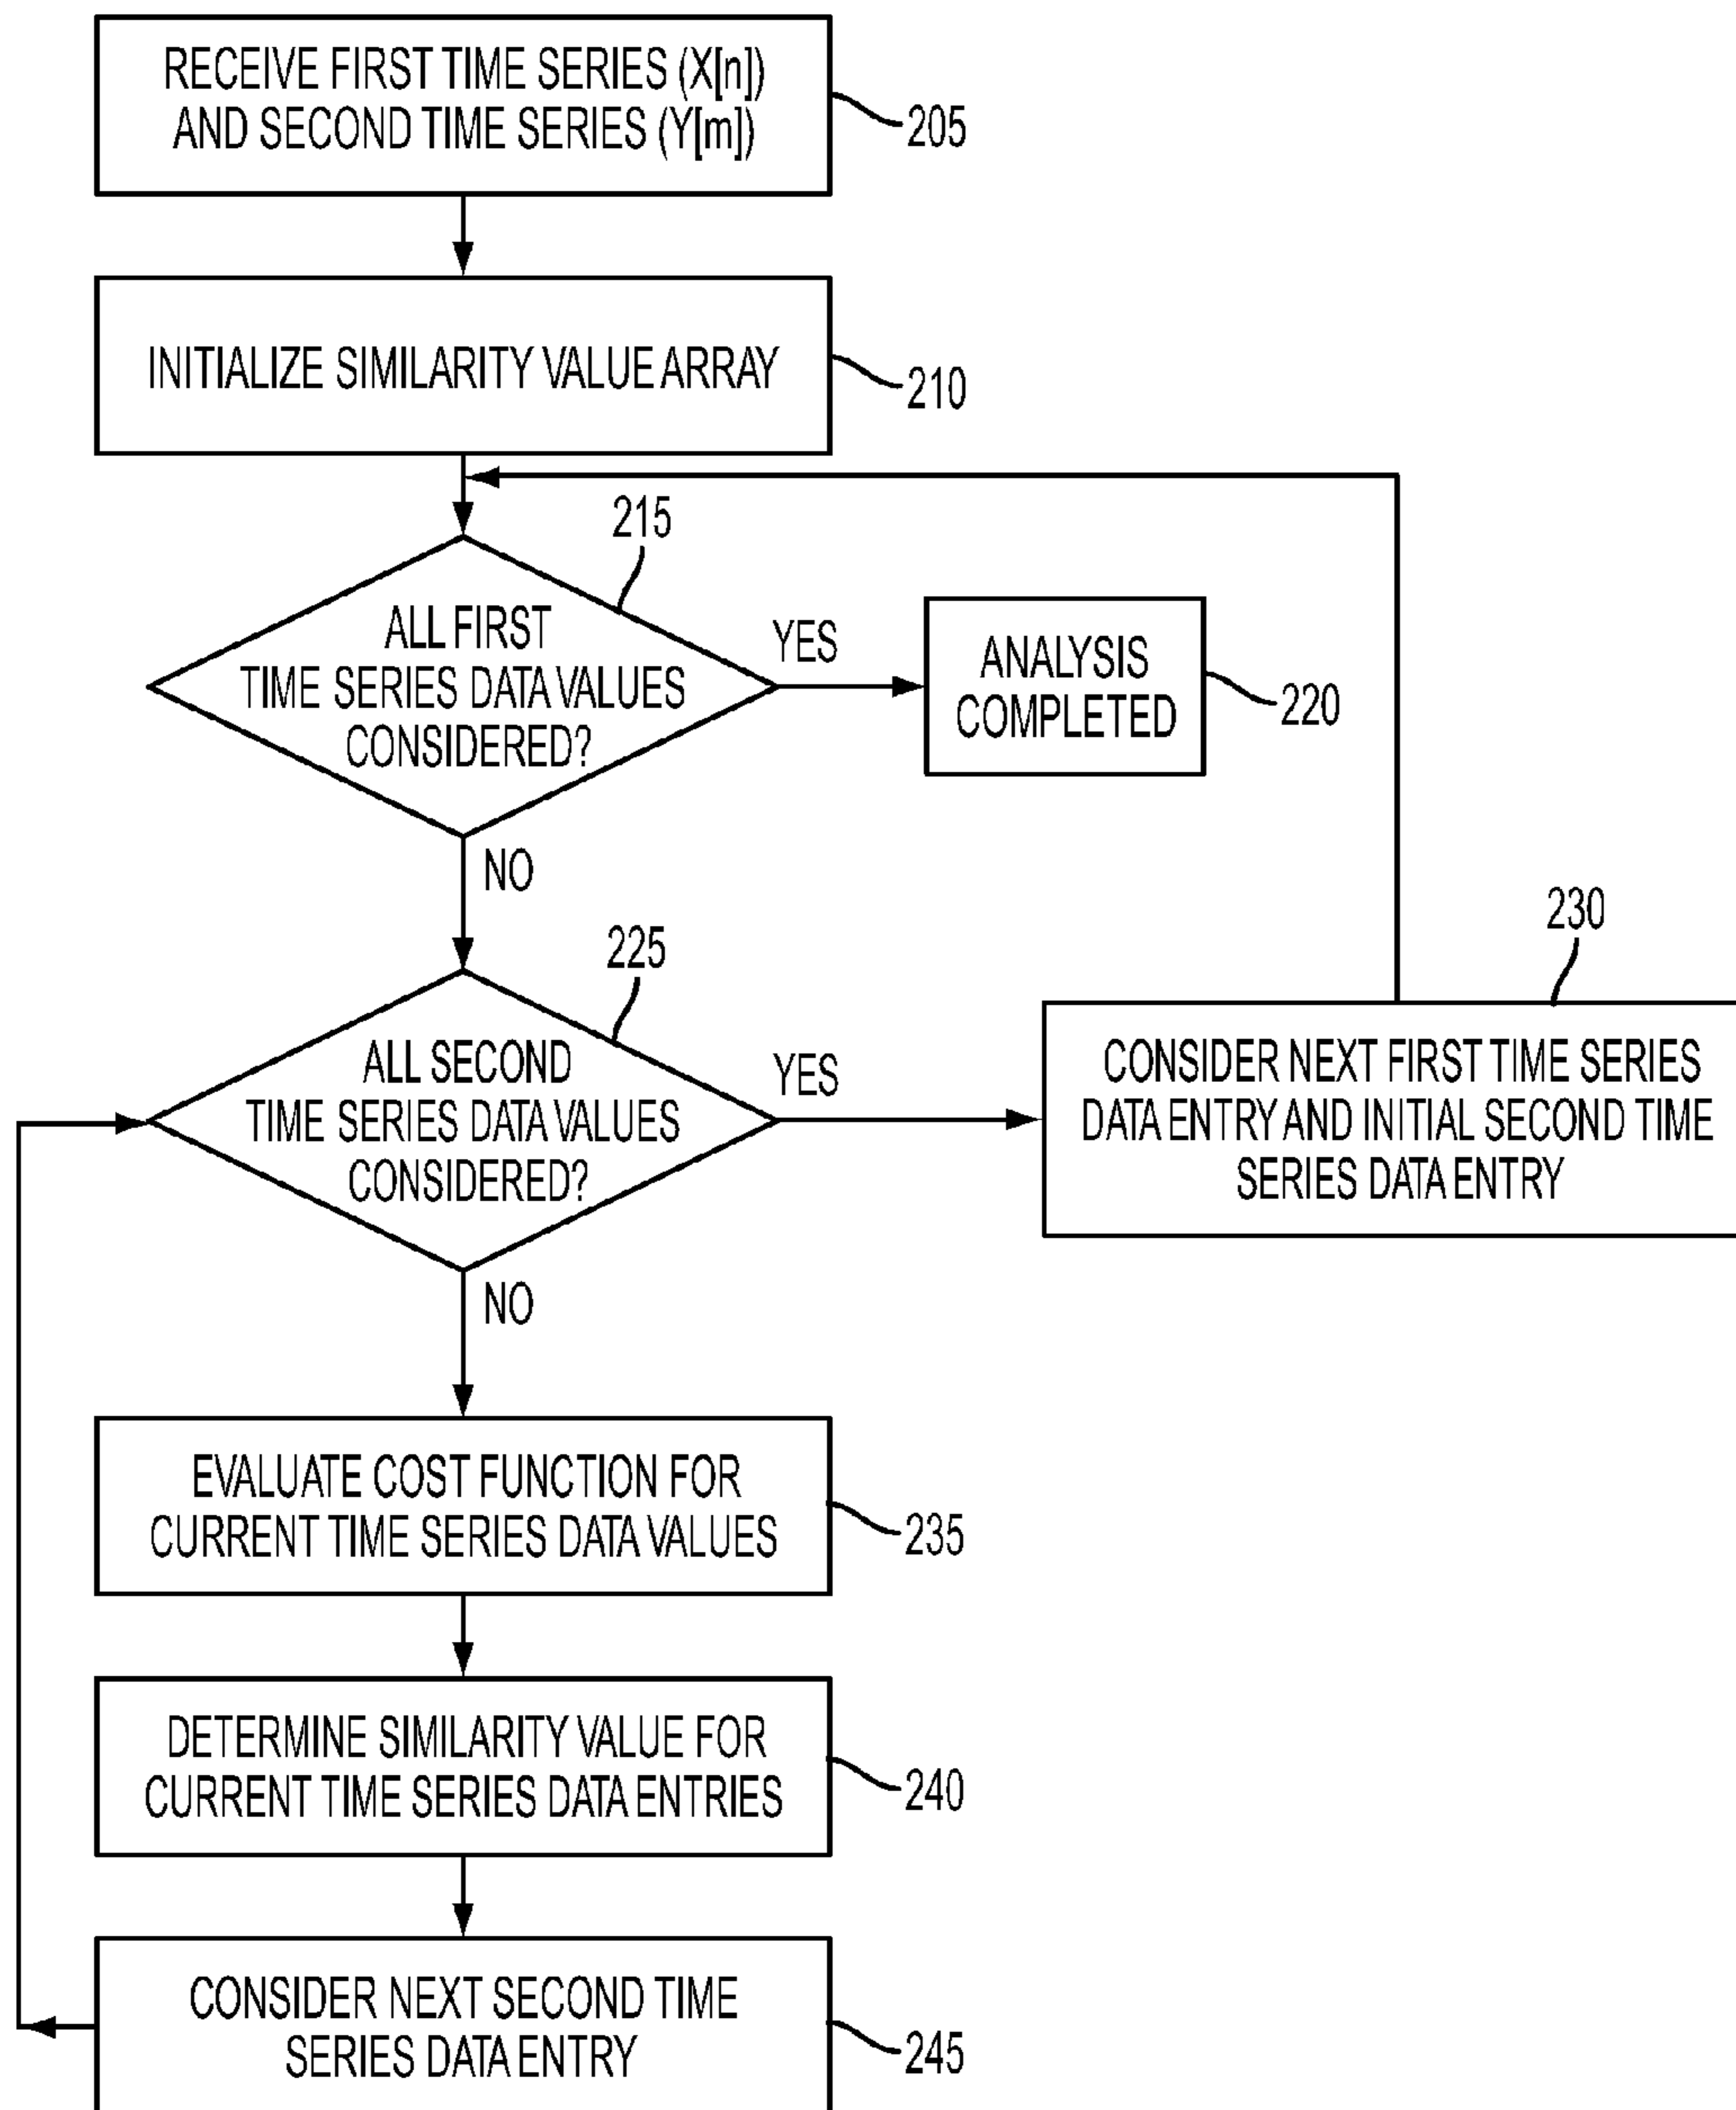 RECEIVE FIRST TIME SERIES (X[n])
AND SECOND TIME SERIES (Y[m])
205
INITIALIZE SIMILARITY VALUE ARRAY
210
215
ALL FIRST
TIME SERIES DATA VALUES
CONSIDERED?
YES
ANALYSIS
COMPLETED
220
NO
225
ALL SECOND
TIME SERIES DATA VALUES
CONSIDERED?
YES
230
CONSIDER NEXT FIRST TIME SERIES
DATA ENTRY AND INITIAL SECOND TIME
SERIES DATA ENTRY
NO
EVALUATE COST FUNCTION FOR
CURRENT TIME SERIES DATA VALUES
235
DETERMINE SIMILARITY VALUE FOR
CURRENT TIME SERIES DATA ENTRIES
240
CONSIDER NEXT SECOND TIME
SERIES DATA ENTRY
245